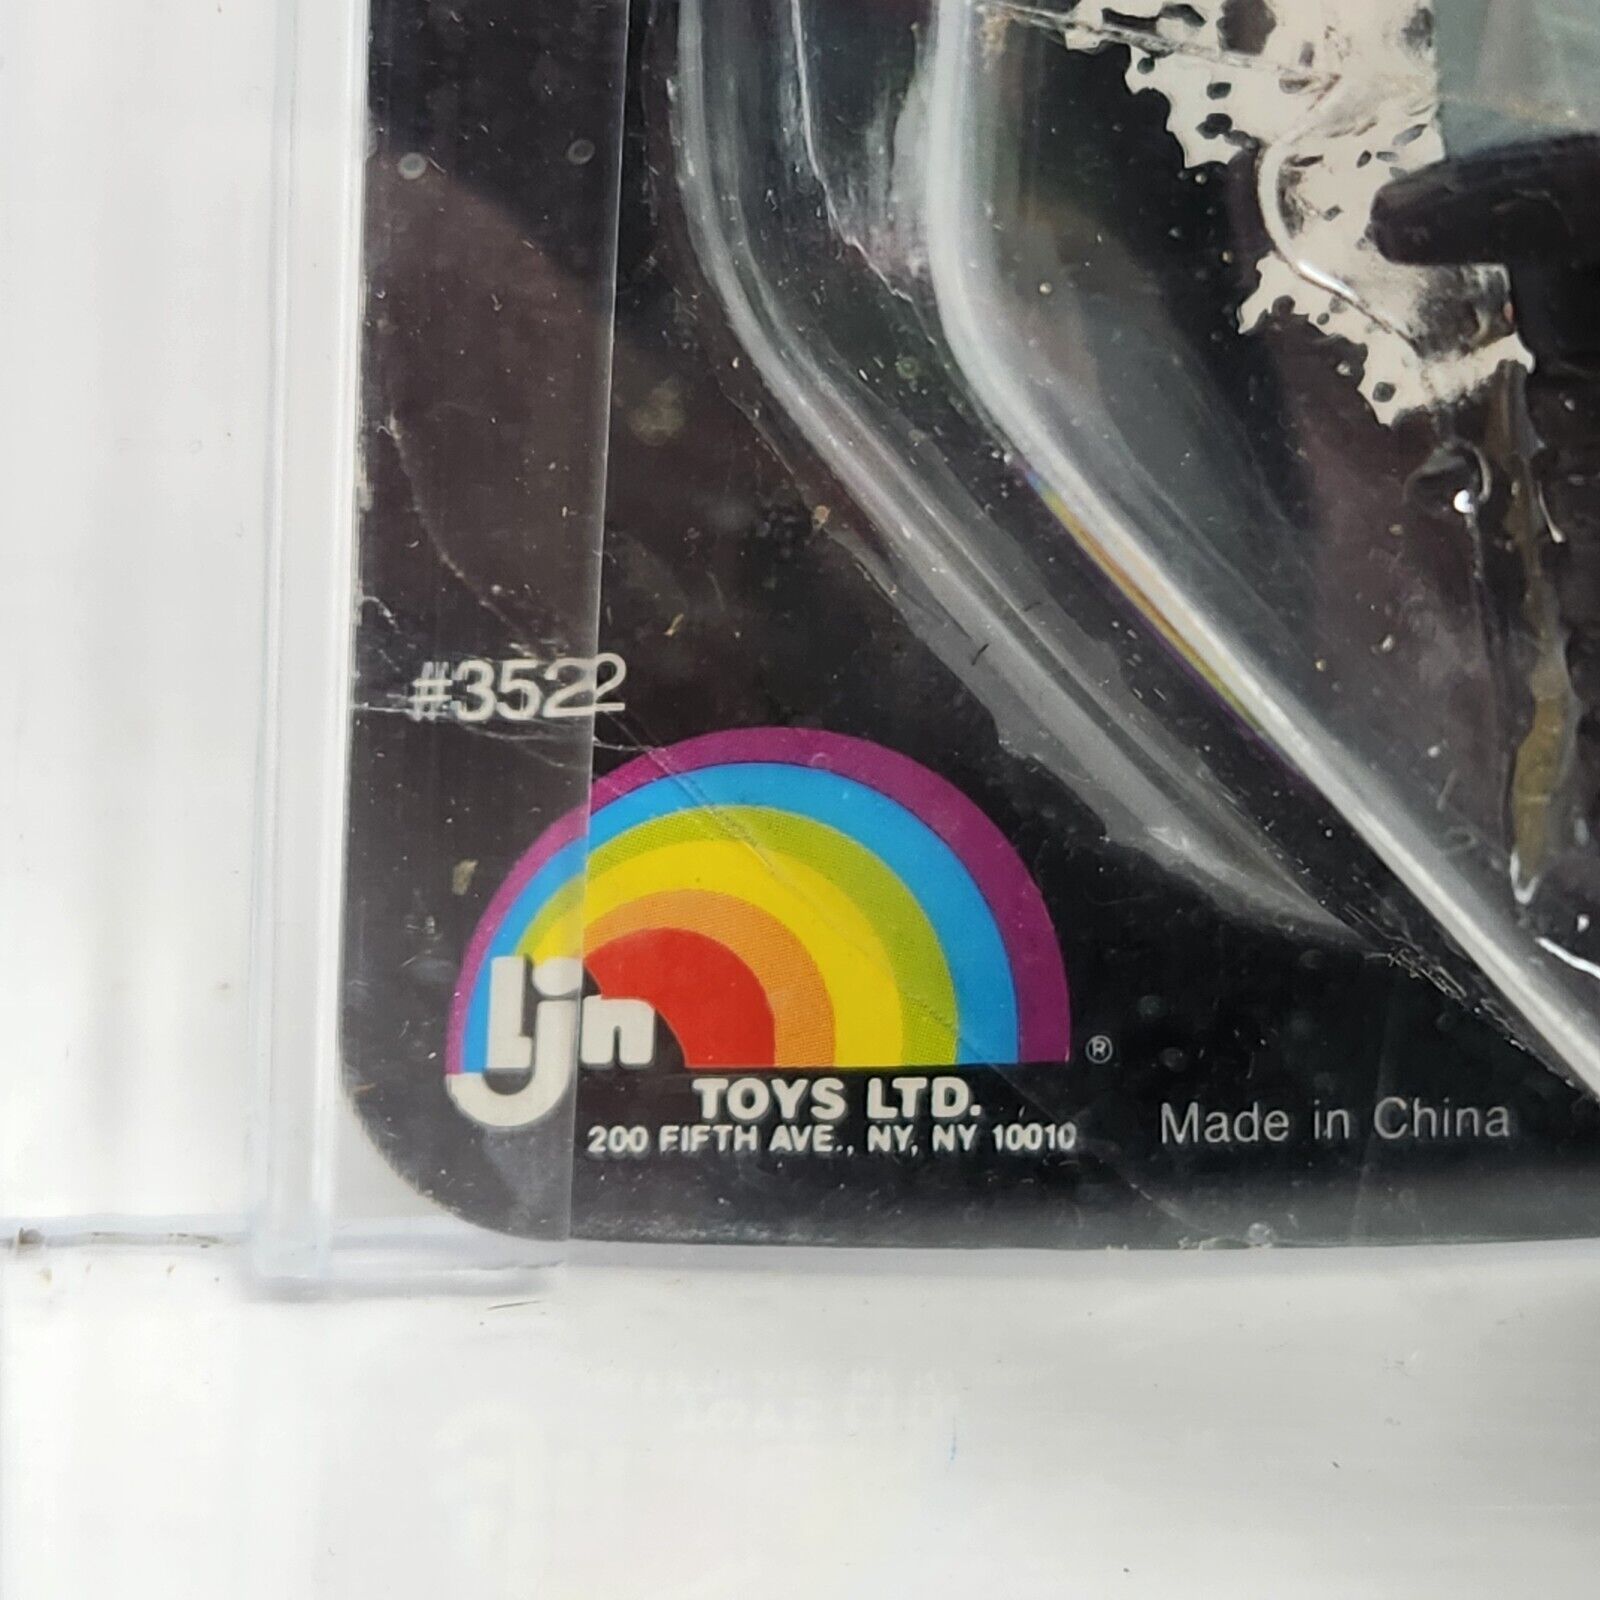 #3522
Ljn
TOYS LTD. ®
200 FIFTH AVE., NY, NY 10010
Made in China